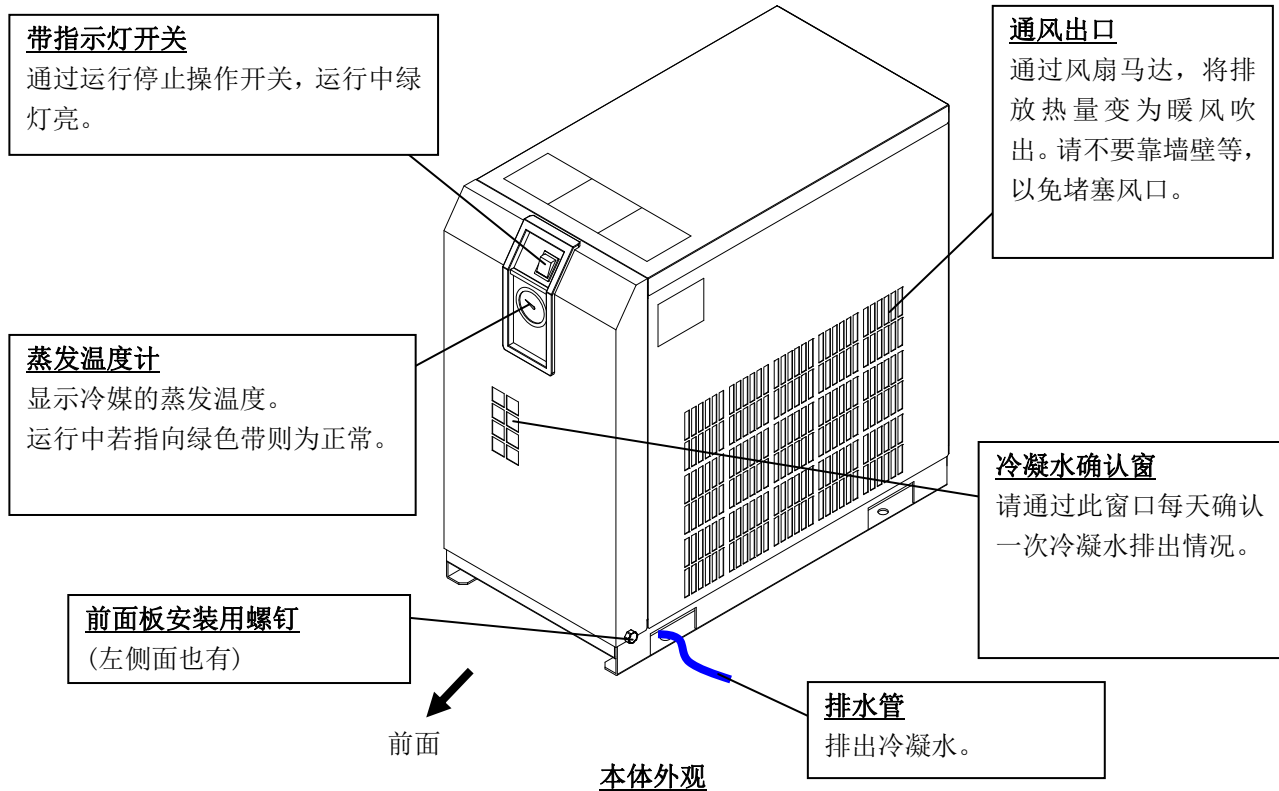 带指示灯开关
通过运行停止操作开关，运行中绿
灯亮。
通风出口
通过风扇马达，将排
放热量变为暖风吹
出。请不要靠墙壁等，
以免堵塞风口。
蒸发温度计
显示冷媒的蒸发温度。
运行中若指向绿色带则为正常。
冷凝水确认窗
请通过此窗口每天确认
一次冷凝水排出情况。
前面板安装用螺钉
(左侧面也有)
前面
排水管
排出冷凝水。
本体外观